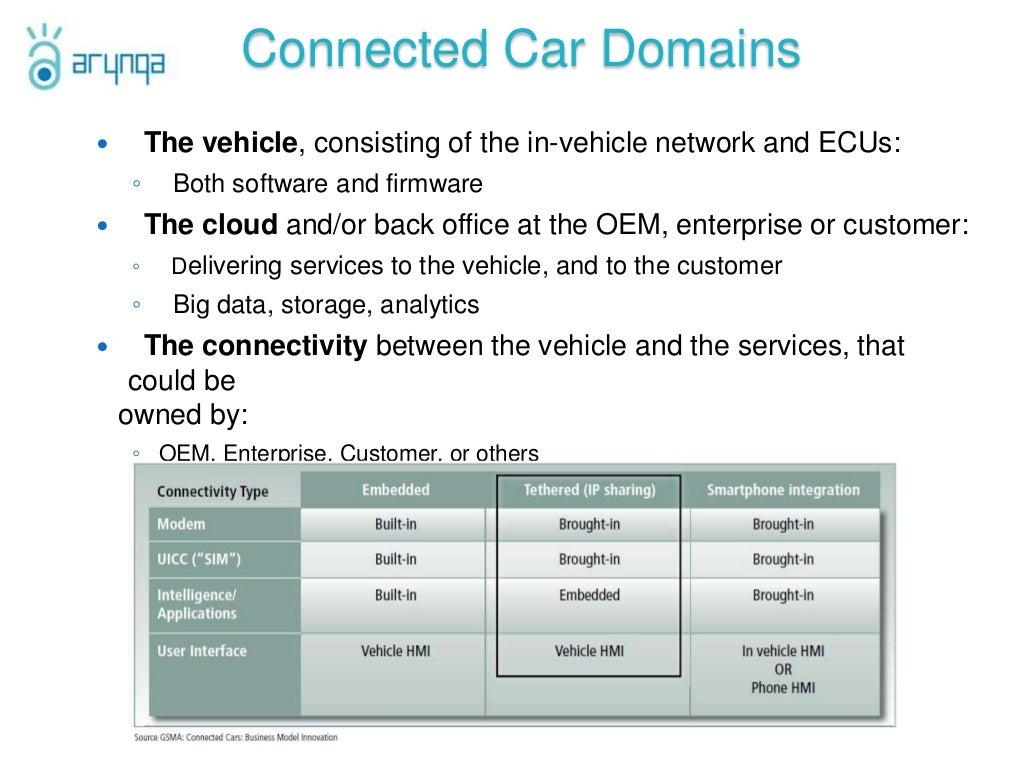 arynga
Connected Car Domains
• The vehicle, consisting of the in-vehicle network and ECUs:
◦ Both software and firmware
• The cloud and/or back office at the OEM, enterprise or customer:
◦ Delivering services to the vehicle, and to the customer
◦ Big data, storage, analytics
• The connectivity between the vehicle and the services, that
could be
owned by:
◦ OEM, Enterprise, Customer, or others
Connectivity Type Embedded Tethered (IP sharing) Smartphone integration
Modem Built-in Brought-in Brought-in
UICC ("SIM") Built-in Brought-in Brought-in
Intelligence/ Built-in Embedded Brought-in
Applications
User Interface Vehicle HMI Vehicle HMI In vehicle HMI
OR
Phone HMI
Source GSMA: Connected Cars: Business Model Innovation